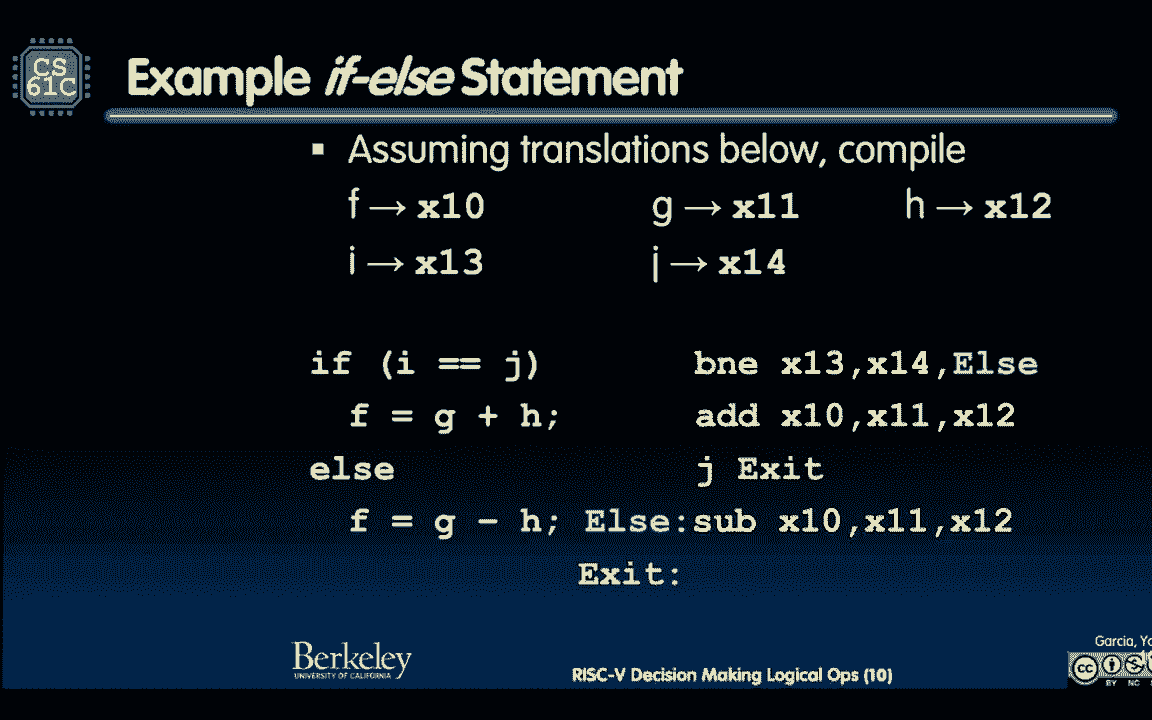 CS
61C
Example if-else Statement
▪ Assuming translations below, compile
f → x10 g → x11 h → x12
i → x13 j → x14
if (i == j) bne x13,x14,Else
f = g + h; add x10,x11,x12
else j Exit
f = g - h; Else:sub x10,x11,x12
Exit:
Berkeley
UNIVERSITY OF CALIFORNIA
RISC-V Decision Making Logical Ops (10)
Garcia,
cc
BY NC